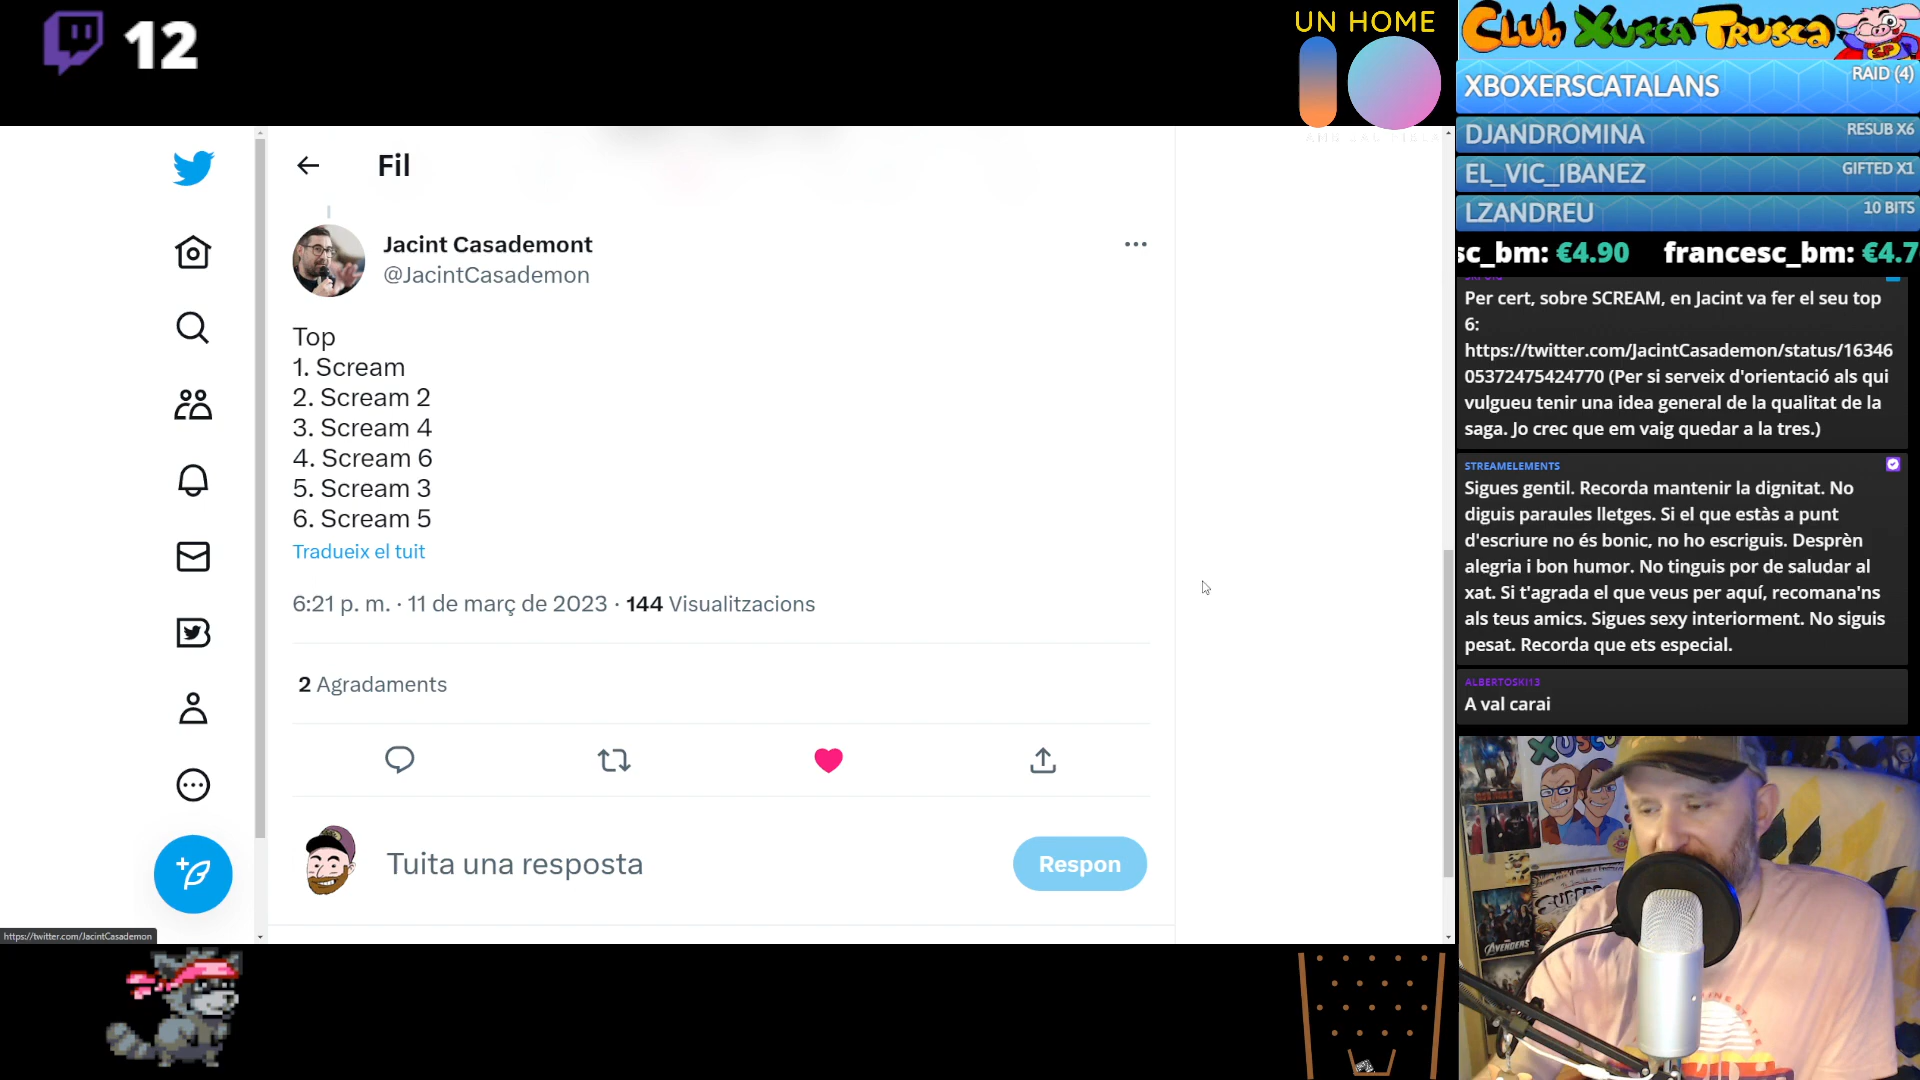 12
UN HOME
Club Xusca Trusca
SP
XBOXERSCATALANS RAID (4)
DJANDROMINA RESUB X6
EL_VIC_IBANEZ GIFTED X1
LZANDREU 10 BITS
sc_bm: €4.90 francesc_bm: €4.7
Fil
Jacint Casademont
@JacintCasademon
Top
1. Scream
2. Scream 2
3. Scream 4
4. Scream 6
5. Scream 3
6. Scream 5
Tradueix el tuit
6:21 p. m. · 11 de març de 2023 · 144 Visualitzacions
2 Agradaments
Tuita una resposta
Respon
https://twitter.com/JacintCasademon
Per cert, sobre SCREAM, en Jacint va fer el seu top
6:
https://twitter.com/JacintCasademon/status/16346
05372475424770 (Per si serveix d'orientació als qui
vulgueu tenir una idea general de la qualitat de la
saga. Jo crec que em vaig quedar a la tres.)
STREAMELEMENTS
Sigues gentil. Recorda mantenir la dignitat. No
diguis paraules lletges. Si el que estàs a punt
d'escriure no és bonic, no ho escriguis. Desprèn
alegria i bon humor. No tinguis por de saludar al
xat. Si t'agrada el que veus per aquí, recomana'ns
als teus amics. Sigues sexy interiorment. No siguis
pesat. Recorda que ets especial.
ALBERTOSKI13
A val carai
AVENGERS